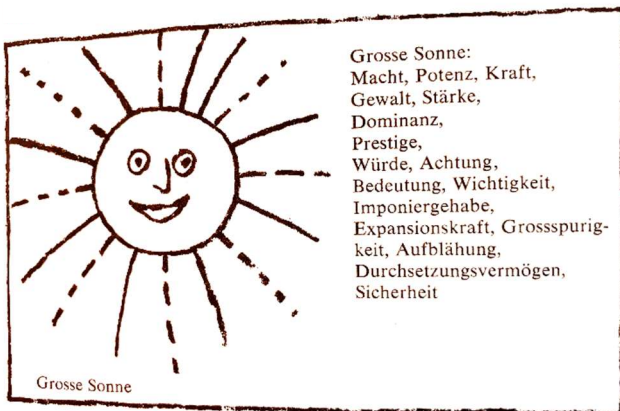 Grosse Sonne:
Macht, Potenz, Kraft,
Gewalt, Stärke,
Dominanz,
Prestige,
Würde, Achtung,
Bedeutung, Wichtigkeit,
Imponiergehabe,
Expansionskraft, Grossspurig-
keit, Aufblähung,
Durchsetzungsvermögen,
Sicherheit
Grosse Sonne